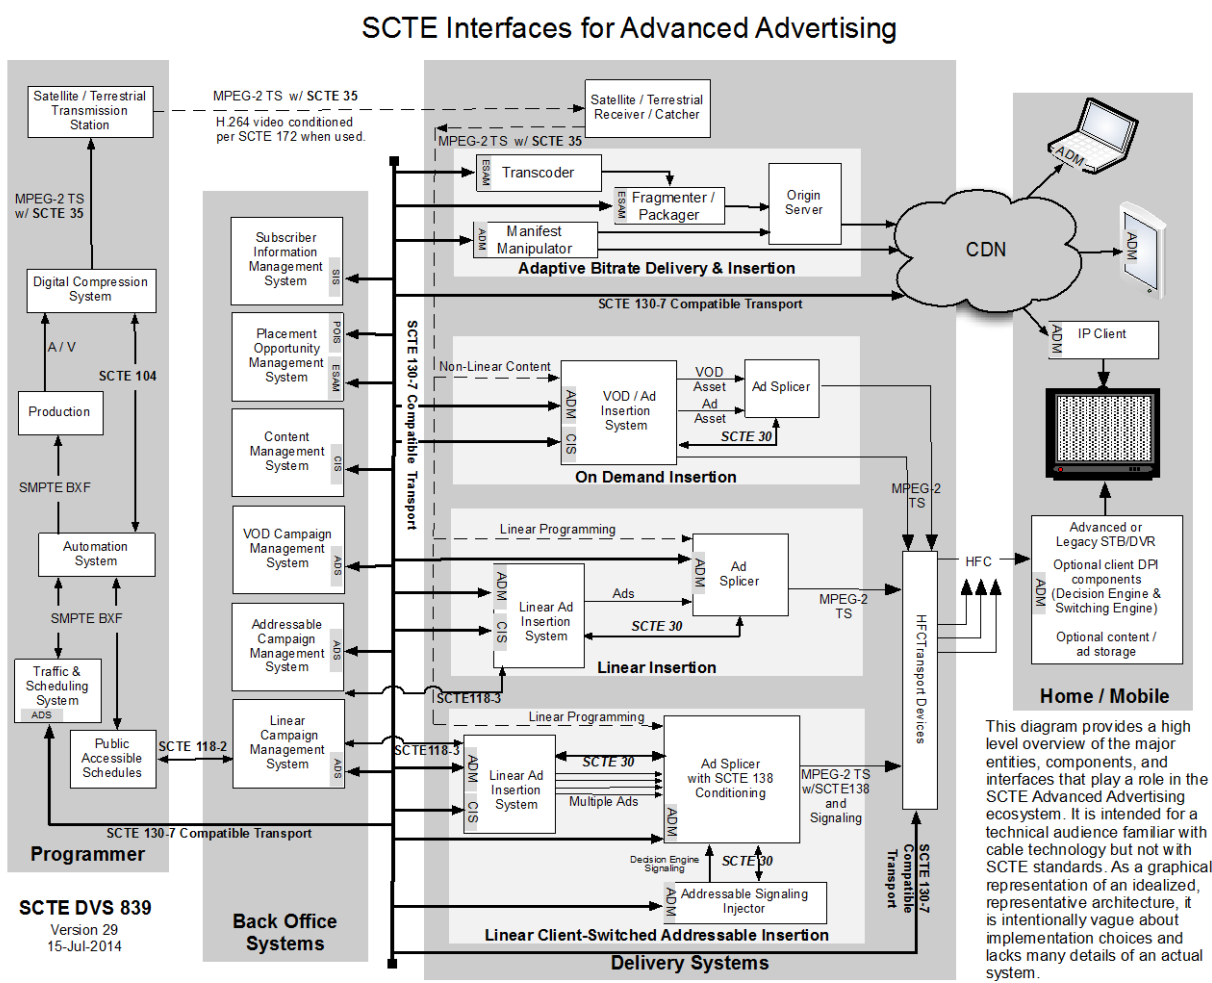 SCTE Interfaces for Advanced Advertising
Satellite / Terrestrial
Transmission
Station
MPEG-2 TS w/ SCTE 35
H.264 video conditioned
per SCTE 172 when used.
Satellite / Terrestrial
Receiver / Catcher
MPEG-2 TS w/ SCTE 35
MPEG-2 TS
w/ SCTE 35
Digital Compression
System
A / V
SCTE 104
Production
SMPTE BXF
Automation
System
SMPTE BXF
Traffic &
Scheduling
System
ADS
Public
Accessible
Schedules
SCTE 118-2
SCTE 130-7 Compatible Transport
Programmer
SCTE DVS 839
Version 29
15-Jul-2014
Subscriber
Information
Management
System
SIS
Placement
Opportunity
Management
System
POIS
ESAM
Content
Management
System
CIS
VOD Campaign
Management
System
ADS
Addressable
Campaign
Management
System
ADS
Linear
Campaign
Management
System
ADS
Back Office
Systems
SCTE 130-7 Compatible Transport
ESAM
Transcoder
ESAM
Fragmenter /
Packager
ADM
Manifest
Manipulator
Origin
Server
Adaptive Bitrate Delivery & Insertion
SCTE 130-7 Compatible Transport
Non-Linear Content
ADM
CIS
VOD / Ad
Insertion
System
VOD
Asset
Ad
Asset
Ad Splicer
SCTE 30
On Demand Insertion
MPEG-2
TS
Linear Programming
ADM
Ad
Splicer
ADM
CIS
Linear Ad
Insertion
System
Ads
SCTE 30
MPEG-2
TS
Linear Insertion
SCTE118-3
Linear Programming
SCTE118-3
ADM
CIS
Linear Ad
Insertion
System
SCTE 30
Multiple Ads
Ad Splicer
with SCTE 138
Conditioning
ADM
MPEG-2 TS
w/SCTE138
and
Signaling
Decision Engine
Signaling
SCTE 30
ADM
Addressable Signaling
Injector
Linear Client-Switched Addressable Insertion
Delivery Systems
HFCTransport Devices
SCTE 130-7
Compatible
Transport
HFC
CDN
ADM
ADM
ADM
IP Client
Advanced or
Legacy STB/DVR
Optional client DPI
components
(Decision Engine &
Switching Engine)
ADM
Optional content /
ad storage
Home / Mobile
This diagram provides a high
level overview of the major
entities, components, and
interfaces that play a role in the
SCTE Advanced Advertising
ecosystem. It is intended for a
technical audience familiar with
cable technology but not with
SCTE standards. As a graphical
representation of an idealized,
representative architecture, it
is intentionally vague about
implementation choices and
lacks many details of an actual
system.